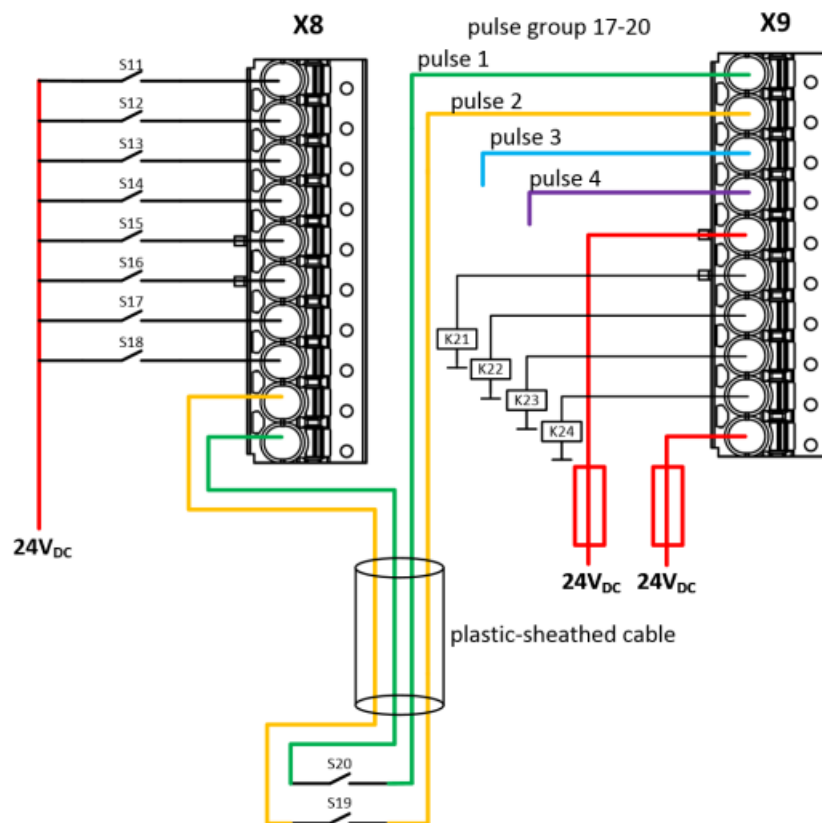 X8
pulse group 17-20
X9
pulse 1
pulse 2
pulse 3
pulse 4
S11
S12
S13
S14
S15
S16
S17
S18
K21
K22
K23
K24
24VDC
24VDC
24VDC
plastic-sheathed cable
S20
S19